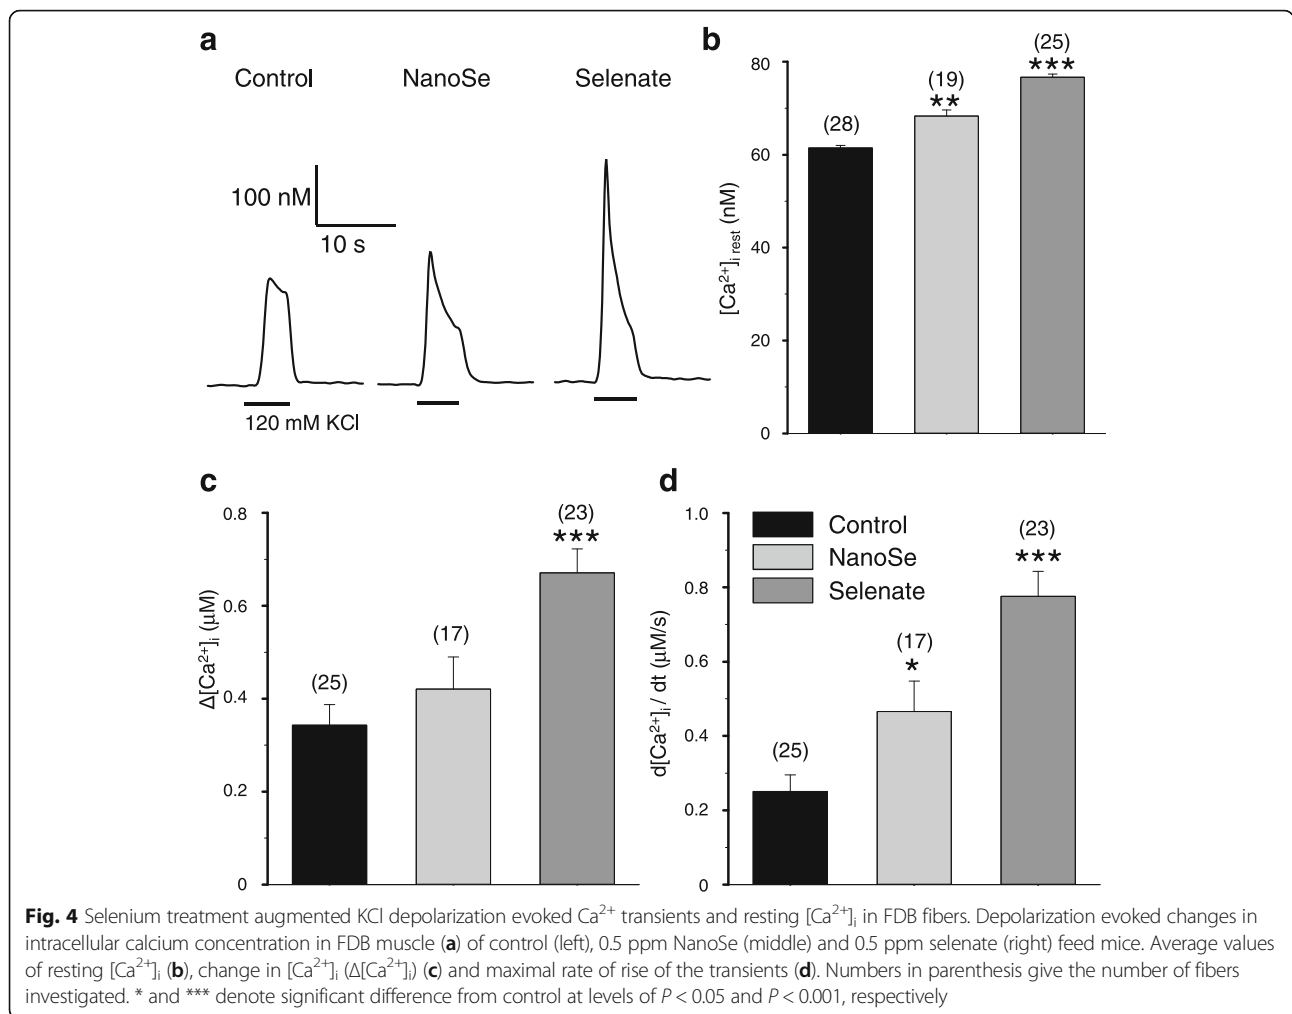 a
Control NanoSe Selenate
100 nM
10 s
120 mM KCl
b
[Ca²⁺]ᵢ rest (nM)
80
60
40
20
0
(28)
(19)
**
(25)
***
c
Δ[Ca²⁺]ᵢ (µM)
0.8
0.6
0.4
0.2
0
(25)
(17)
(23)
***
d
d[Ca²⁺]ᵢ / dt (µM/s)
1.0
0.8
0.6
0.4
0.2
0
Control
NanoSe
Selenate
(25)
(17)
*
(23)
***
Fig. 4 Selenium treatment augmented KCl depolarization evoked Ca²⁺ transients and resting [Ca²⁺]ᵢ in FDB fibers. Depolarization evoked changes in
intracellular calcium concentration in FDB muscle (a) of control (left), 0.5 ppm NanoSe (middle) and 0.5 ppm selenate (right) feed mice. Average values
of resting [Ca²⁺]ᵢ (b), change in [Ca²⁺]ᵢ (Δ[Ca²⁺]ᵢ) (c) and maximal rate of rise of the transients (d). Numbers in parenthesis give the number of fibers
investigated. * and *** denote significant difference from control at levels of P < 0.05 and P < 0.001, respectively